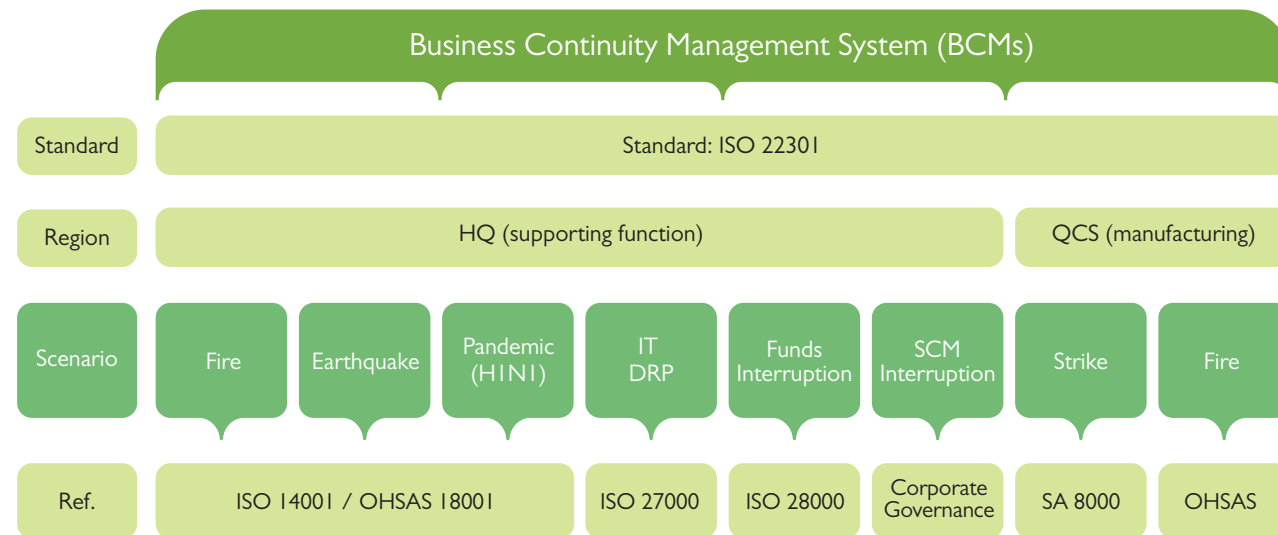 Business Continuity Management System (BCMs)
Standard
Standard: ISO 22301
Region
HQ (supporting function)
QCS (manufacturing)
Scenario
Fire
Earthquake
Pandemic
(H1N1)
IT
DRP
Funds
Interruption
SCM
Interruption
Strike
Fire
Ref.
ISO 14001 / OHSAS 18001
ISO 27000
ISO 28000
Corporate
Governance
SA 8000
OHSAS